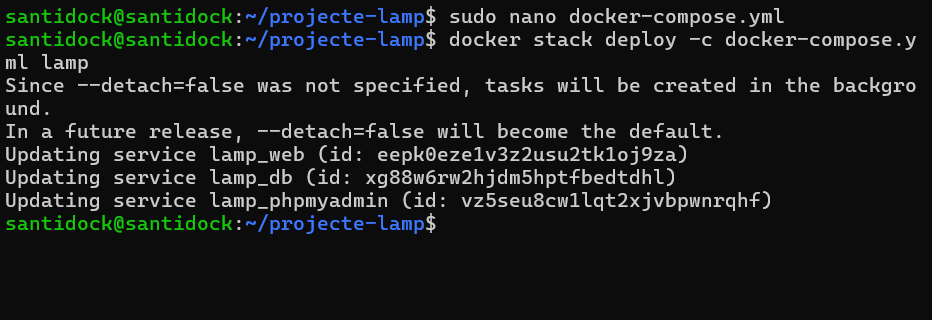 santidock@santidock:~/projecte-lamp$ sudo nano docker-compose.yml
santidock@santidock:~/projecte-lamp$ docker stack deploy -c docker-compose.y
ml lamp
Since --detach=false was not specified, tasks will be created in the backgro
und.
In a future release, --detach=false will become the default.
Updating service lamp_web (id: eepk0eze1v3z2usu2tk1oj9za)
Updating service lamp_db (id: xg88w6rw2hjdm5hptfbedtdhl)
Updating service lamp_phpmyadmin (id: vz5seu8cw1lqt2xjvbpwnrqhf)
santidock@santidock:~/projecte-lamp$